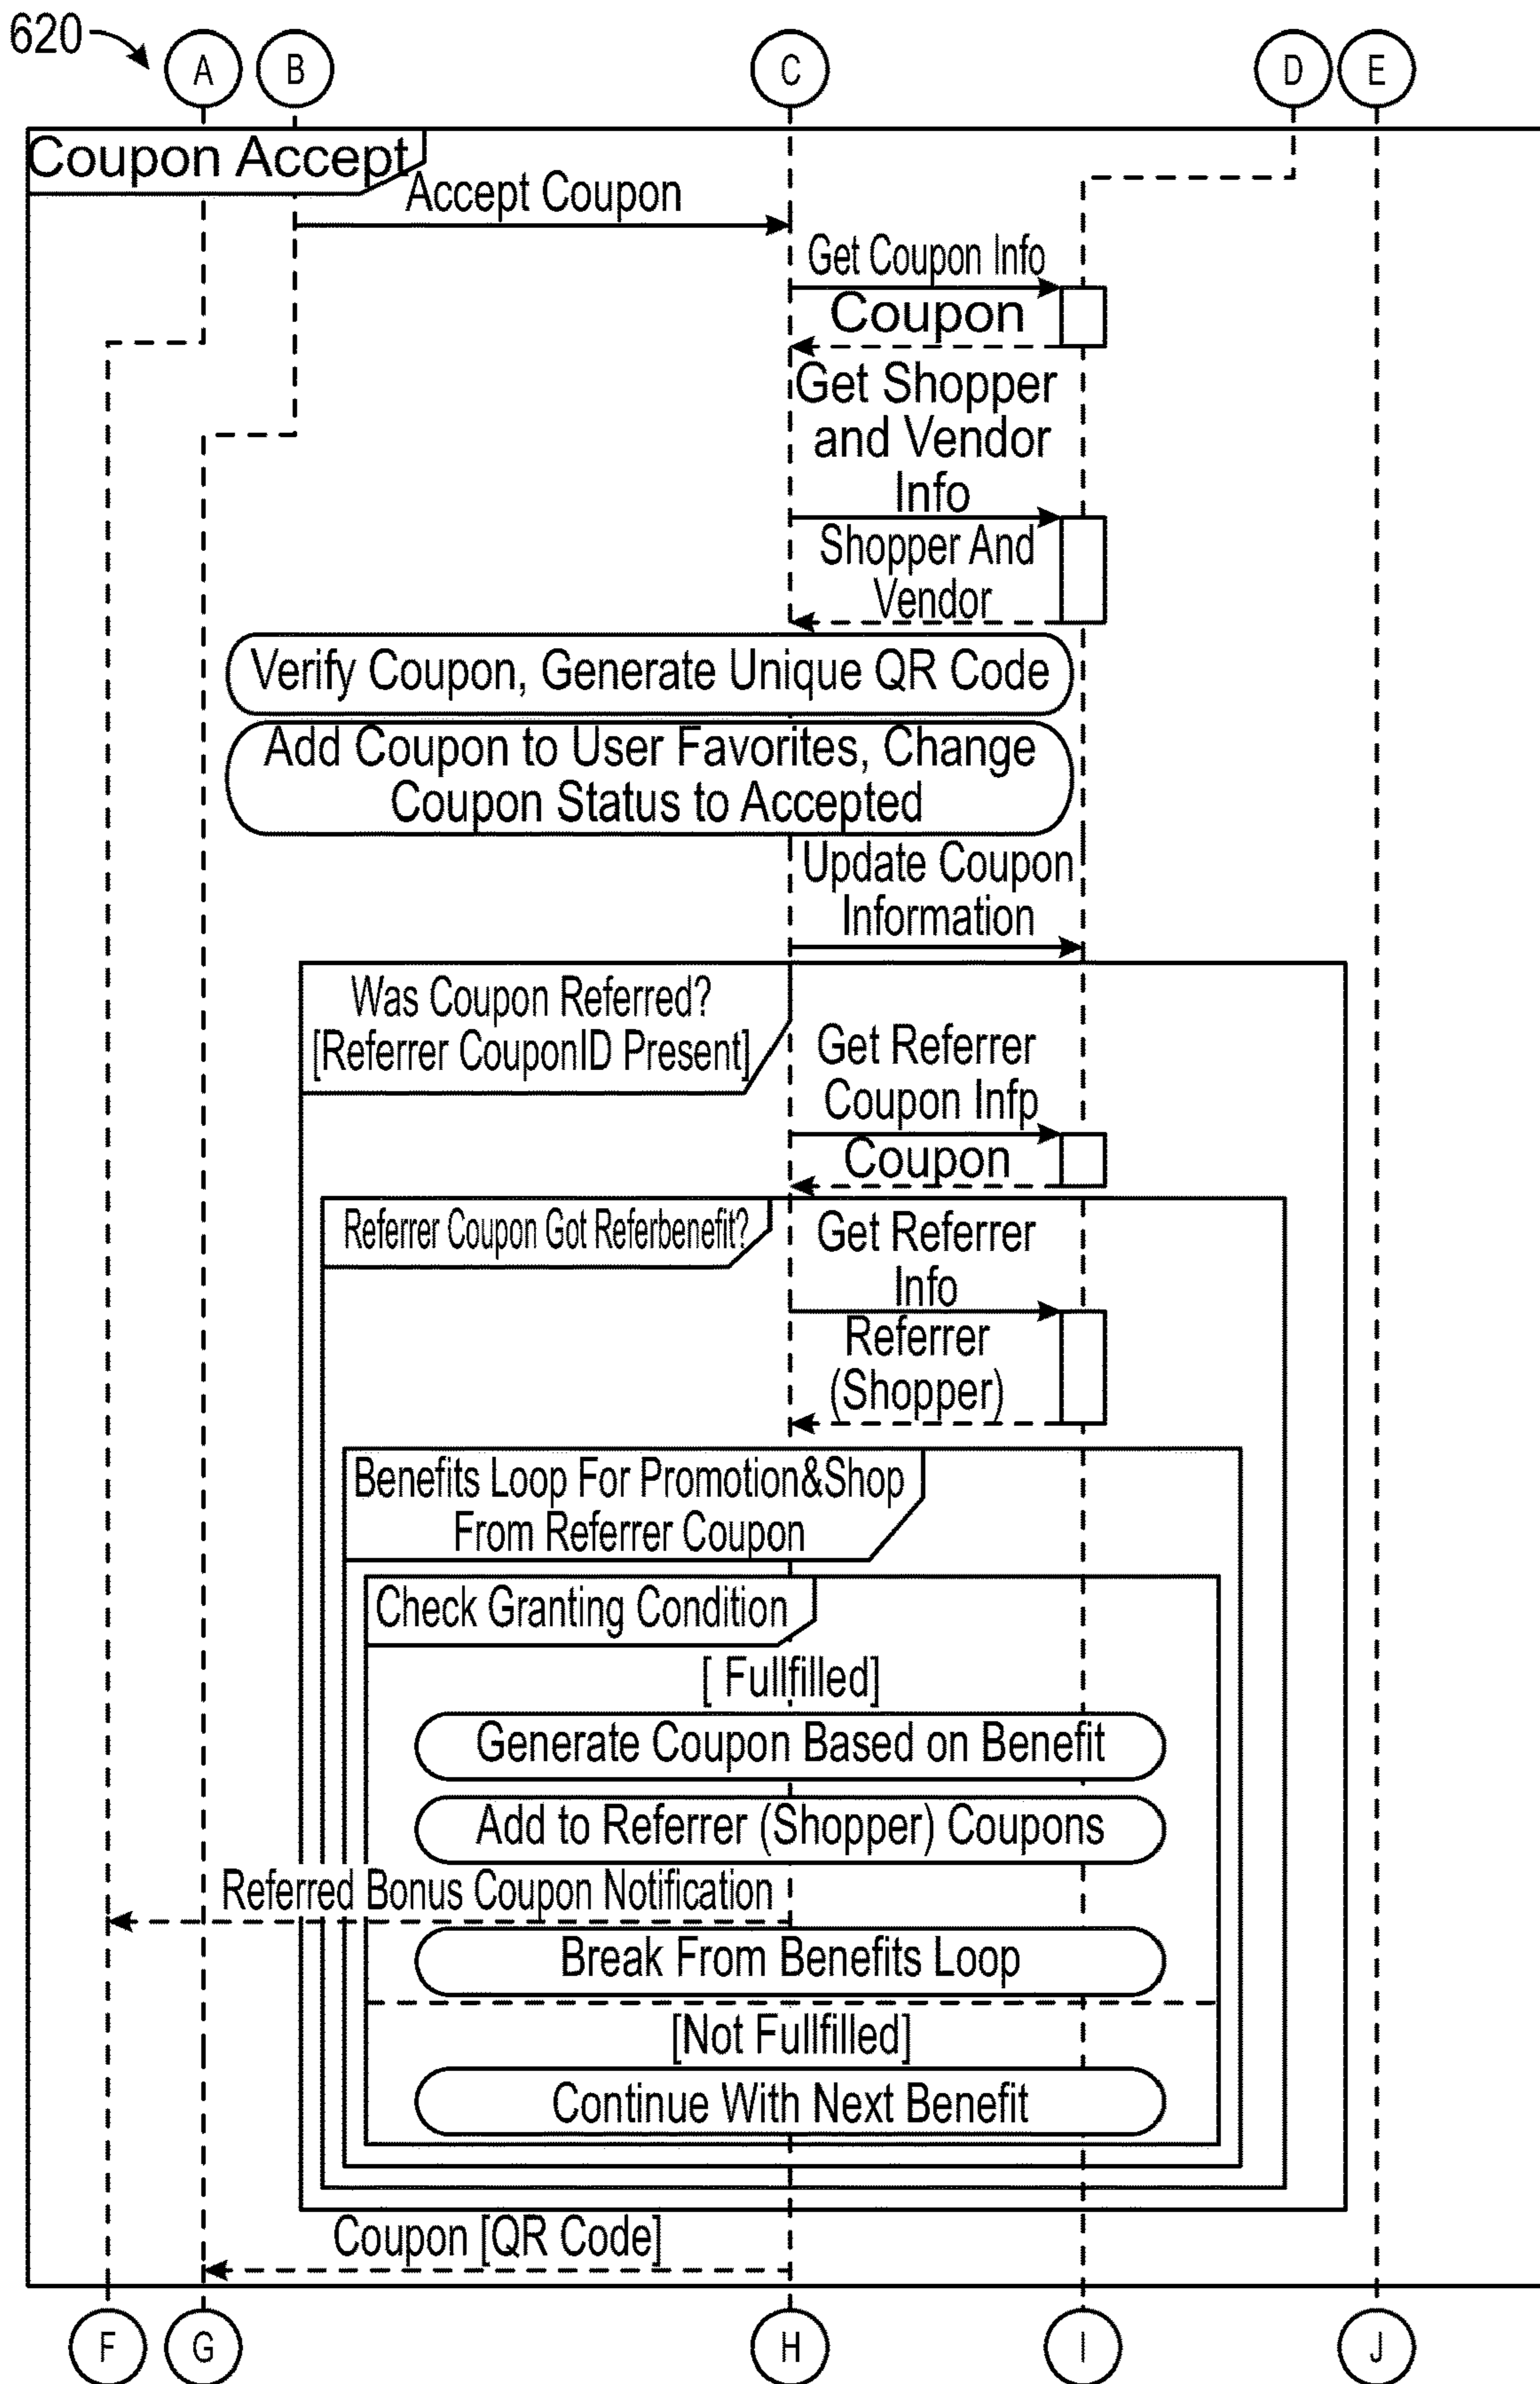 620
A B C D E
Coupon Accept
Accept Coupon
Get Coupon Info
Coupon
Get Shopper
and Vendor
Info
Shopper And
Vendor
Verify Coupon, Generate Unique QR Code
Add Coupon to User Favorites, Change
Coupon Status to Accepted
Update Coupon
Information
Was Coupon Referred?
[Referrer CouponID Present]
Get Referrer
Coupon Infp
Coupon
Referrer Coupon Got Referbenefit?
Get Referrer
Info
Referrer
(Shopper)
Benefits Loop For Promotion&Shop
From Referrer Coupon
Check Granting Condition
[ Fullfilled]
Generate Coupon Based on Benefit
Add to Referrer (Shopper) Coupons
Referred Bonus Coupon Notification
Break From Benefits Loop
[Not Fullfilled]
Continue With Next Benefit
Coupon [QR Code]
F G H I J